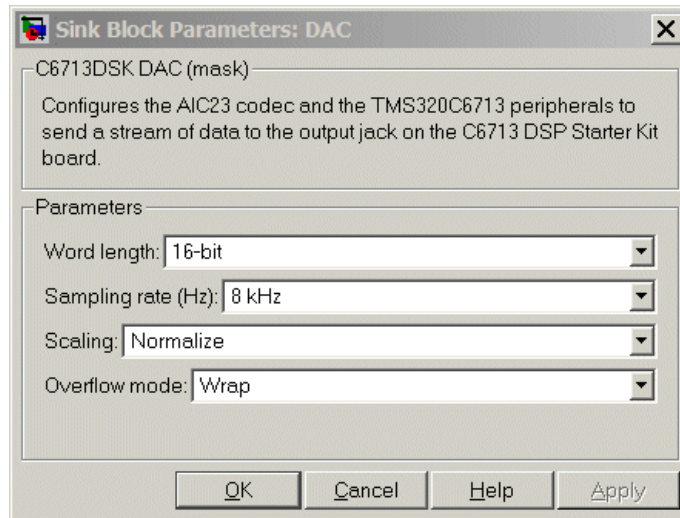 Sink Block Parameters: DAC
C6713DSK DAC (mask)
Configures the AIC23 codec and the TMS320C6713 peripherals to
send a stream of data to the output jack on the C6713 DSP Starter Kit
board.
Parameters
Word length: 16-bit
Sampling rate (Hz): 8 kHz
Scaling: Normalize
Overflow mode: Wrap
OK Cancel Help Apply